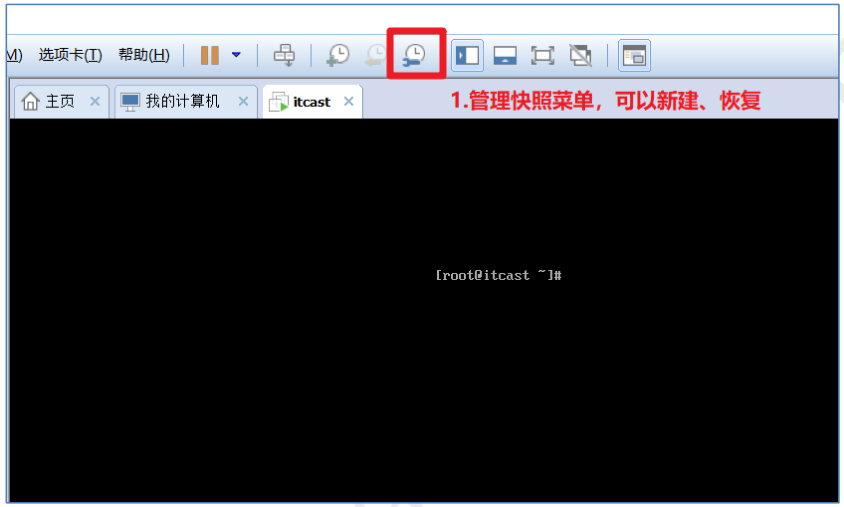 M) 选项卡(T) 帮助(H)
主页 我的计算机 itcast
1.管理快照菜单，可以新建、恢复
[root@itcast ~]#